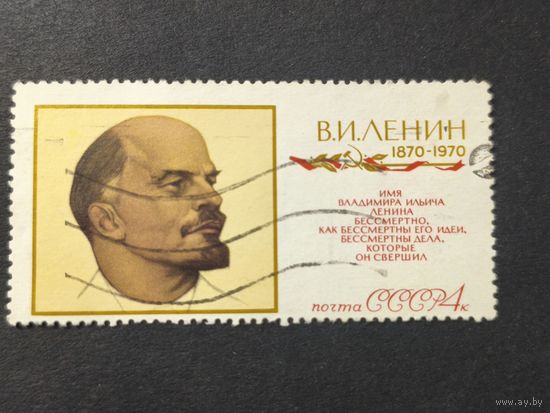 В.И.ЛЕНИН
1870-1970
ИМЯ
ВЛАДИМИРА ИЛЬИЧА
ЛЕНИНА
БЕССМЕРТНО,
КАК БЕССМЕРТНЫ ЕГО ИДЕИ,
БЕССМЕРТНЫ ДЕЛА,
КОТОРЫЕ
ОН СВЕРШИЛ
почта СССР 4к
www.ay.by